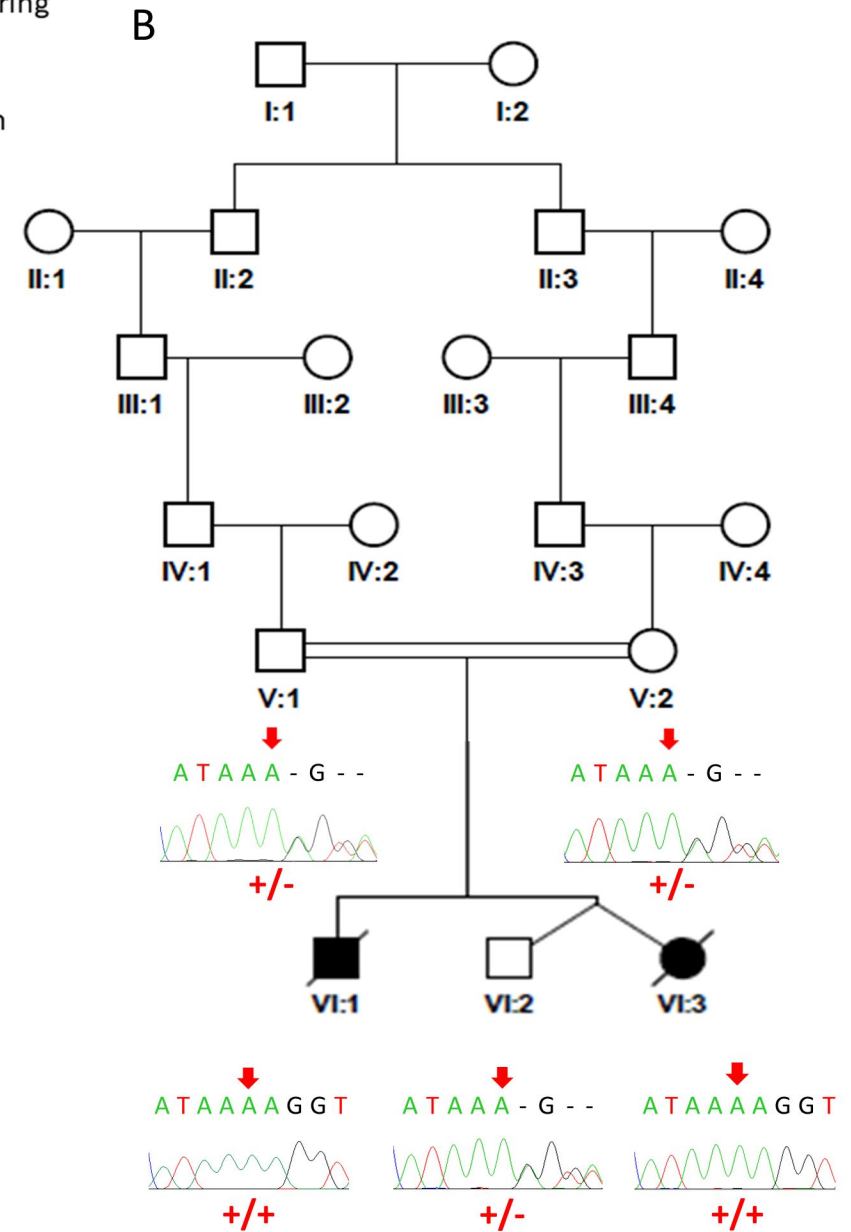 ring
B
n
I:1 I:2
II:1 II:2 II:3 II:4
III:1 III:2 III:3 III:4
IV:1 IV:2 IV:3 IV:4
V:1 V:2
A T A A A - G - - A T A A A - G - -
+/- +/-
VI:1 VI:2 VI:3
A T A A A A A G G T A T A A A - G - - A T A A A A A G G T
+/+ +/- +/+